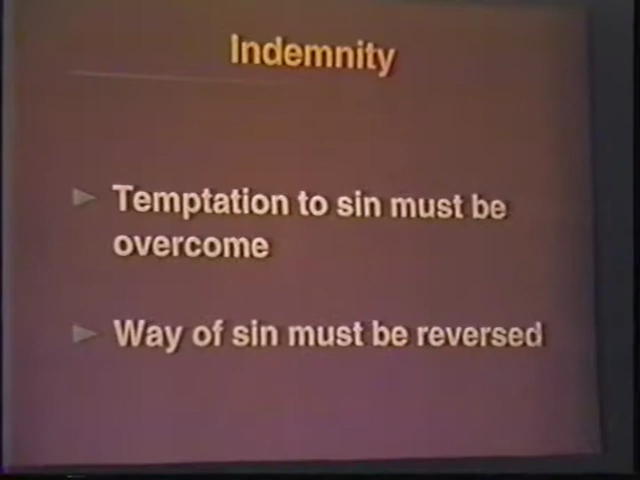 Indemnity
Temptation to sin must be
overcome
Way of sin must be reversed